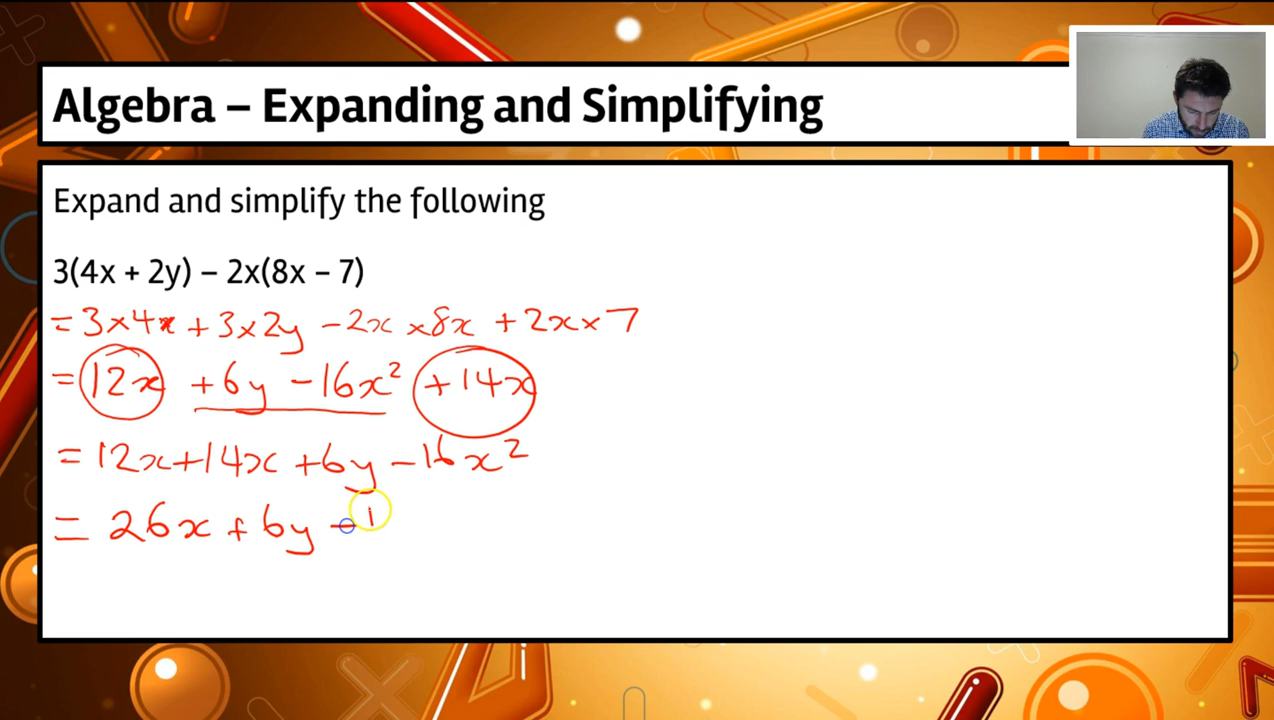 Algebra – Expanding and Simplifying
Expand and simplify the following
3(4x + 2y) – 2x(8x – 7)
= 3×4x + 3×2y - 2x × 8x + 2x × 7
= 12x + 6y - 16x² + 14x
= 12x + 14x + 6y - 16x²
= 26x + 6y - 1